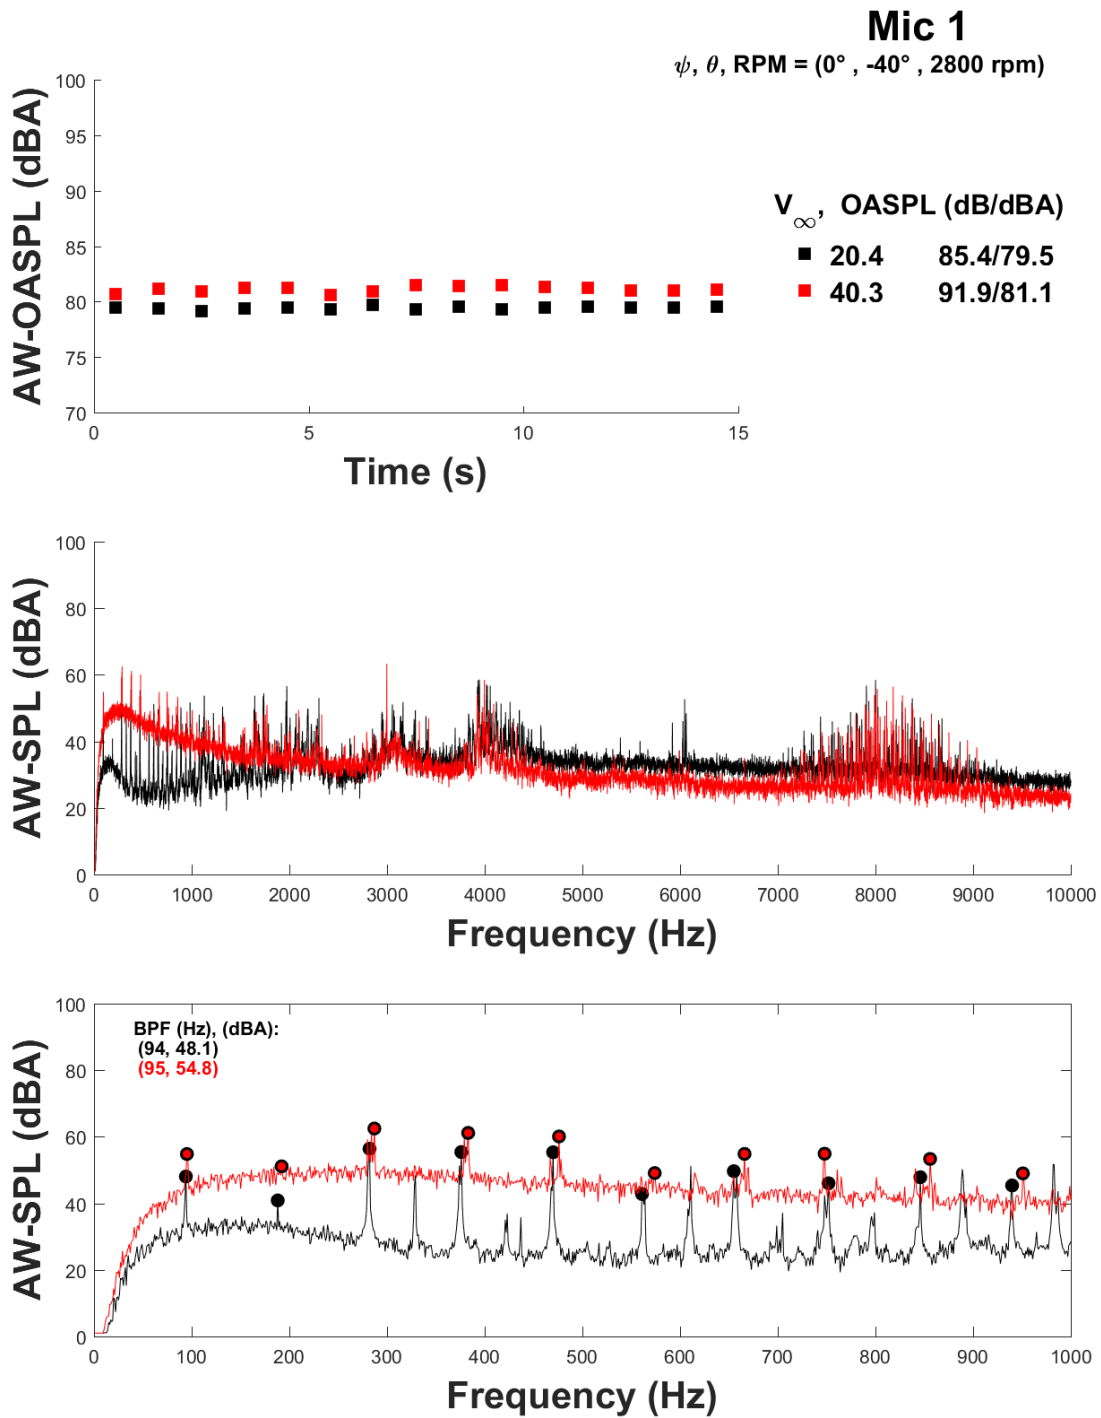 Mic 1
ψ, θ, RPM = (0° , -40° , 2800 rpm)
100
95
90
85
80
75
70
AW-OASPL (dBA)
0 5 10 15
Time (s)
V∞, OASPL (dB/dBA)
20.4 85.4/79.5
40.3 91.9/81.1
100
80
60
40
20
0
AW-SPL (dBA)
0 1000 2000 3000 4000 5000 6000 7000 8000 9000 10000
Frequency (Hz)
100
80
60
40
20
0
AW-SPL (dBA)
BPF (Hz), (dBA):
(94, 48.1)
(95, 54.8)
0 100 200 300 400 500 600 700 800 900 1000
Frequency (Hz)